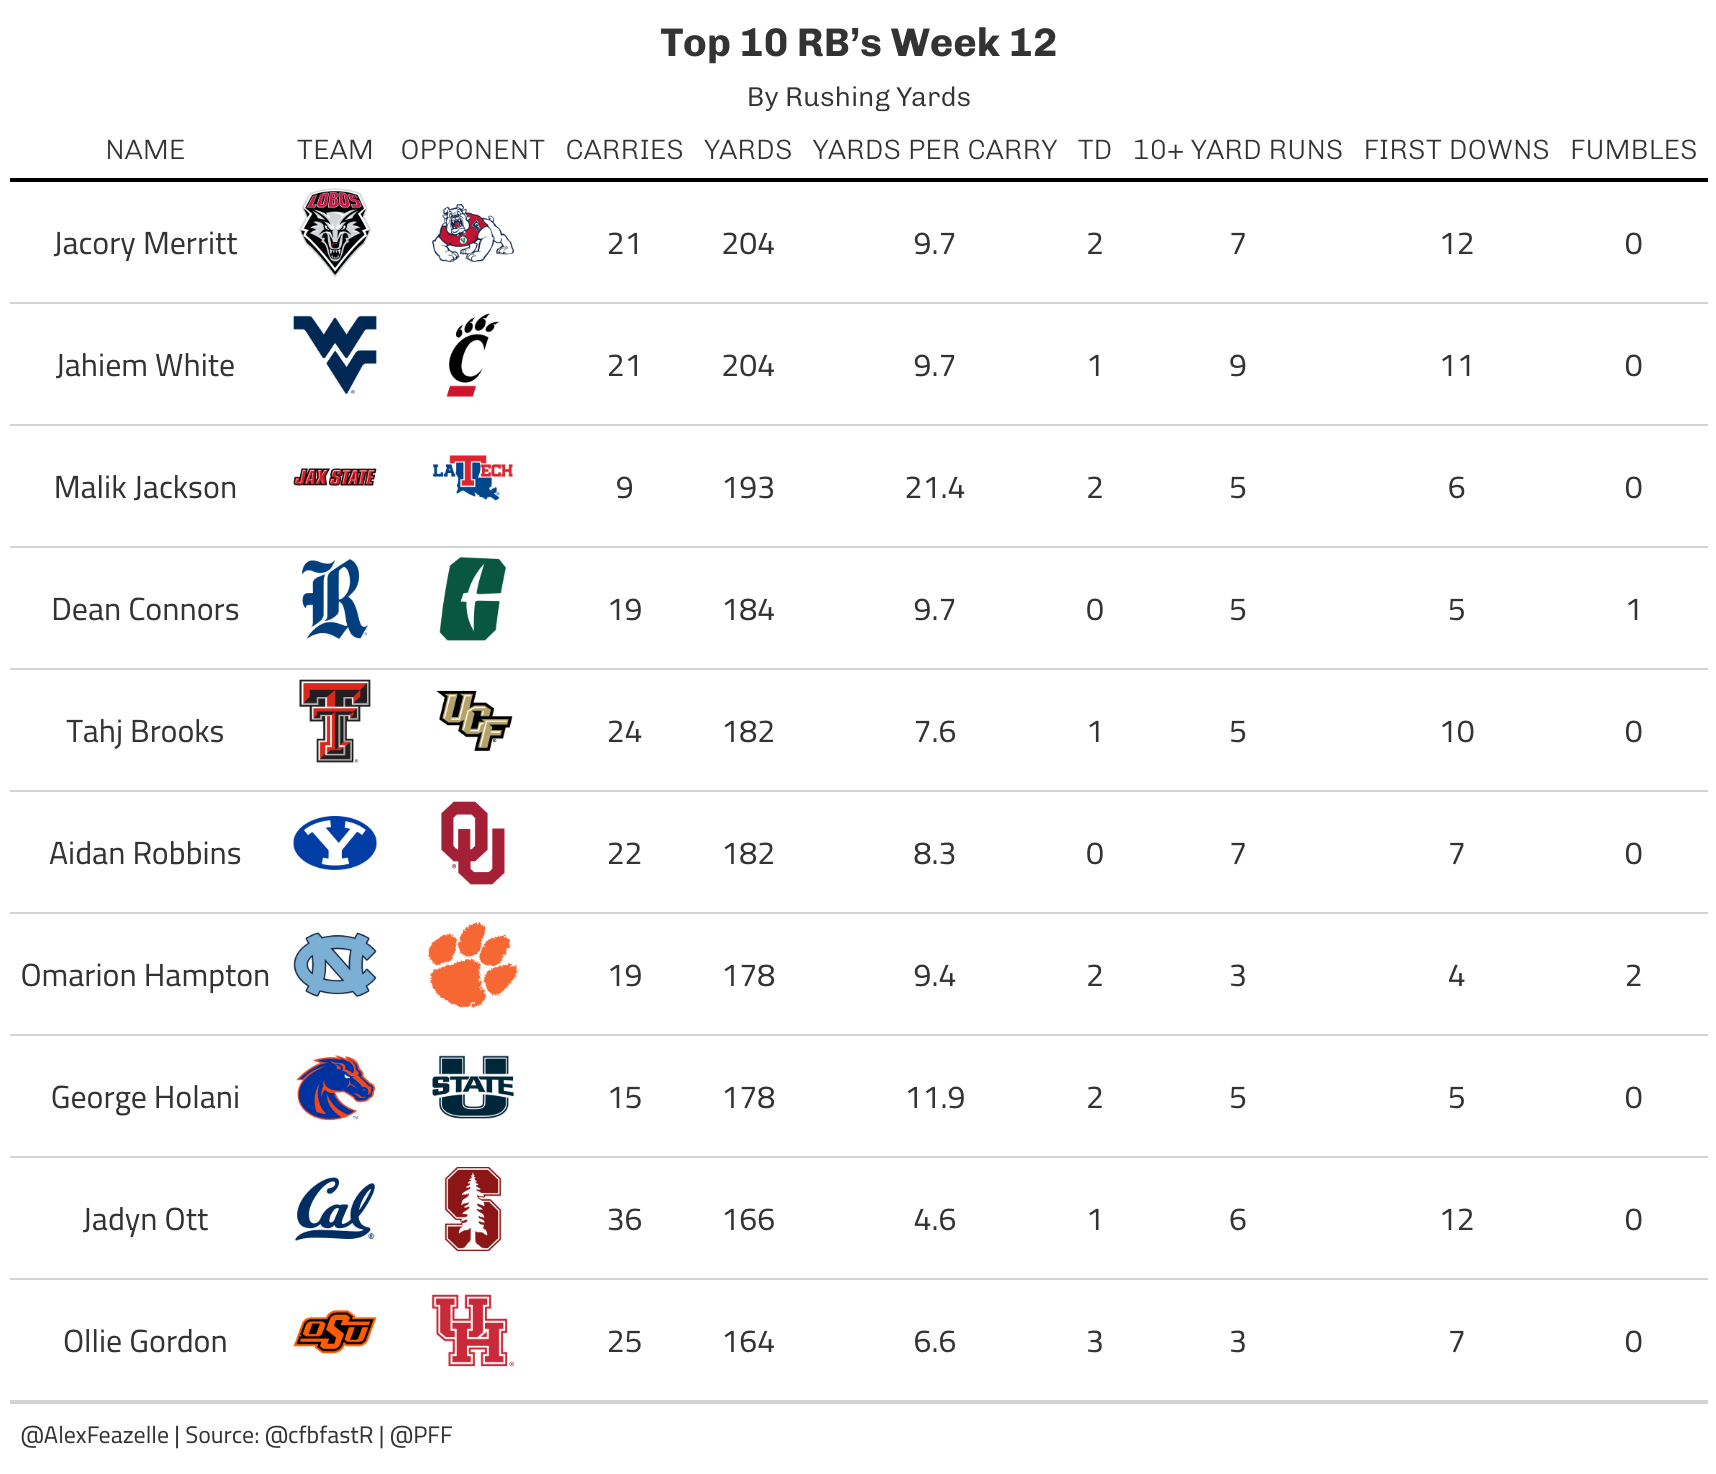 Top 10 RB’s Week 12
By Rushing Yards
NAME TEAM OPPONENT CARRIES YARDS YARDS PER CARRY TD 10+ YARD RUNS FIRST DOWNS FUMBLES
Jacory Merritt LOBOS 21 204 9.7 2 7 12 0
Jahiem White WV C 21 204 9.7 1 9 11 0
Malik Jackson JAX STATE LA TECH 9 193 21.4 2 5 6 0
Dean Connors R C 19 184 9.7 0 5 5 1
Tahj Brooks TT UCF 24 182 7.6 1 5 10 0
Aidan Robbins Y OU 22 182 8.3 0 7 7 0
Omarion Hampton NC 19 178 9.4 2 3 4 2
George Holani U STATE 15 178 11.9 2 5 5 0
Jadyn Ott Cal S 36 166 4.6 1 6 12 0
Ollie Gordon OSU UH 25 164 6.6 3 3 7 0
@AlexFeazelle | Source: @cfbfastR | @PFF